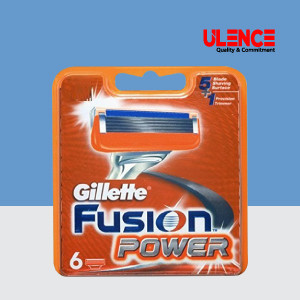 ULENCE
Quality & Commitment
5 Blade
Shaving
Surface
1 Precision
Trimmer
Gillette
FUSION
POWER
6